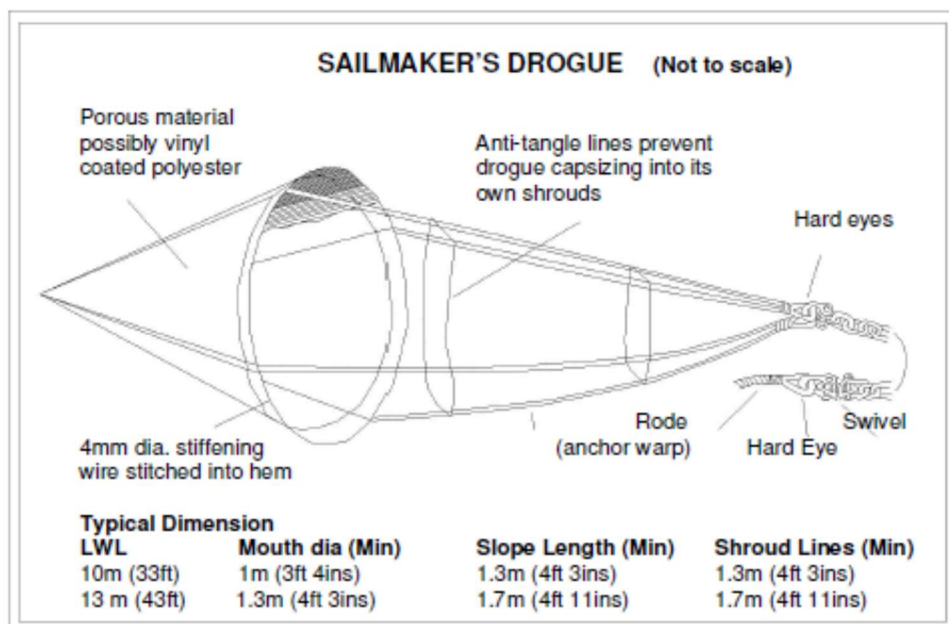 SAILMAKER'S DROGUE (Not to scale)
Porous material
possibly vinyl
coated polyester
Anti-tangle lines prevent
drogue capsizing into its
own shrouds
Hard eyes
4mm dia. stiffening
wire stitched into hem
Rode
(anchor warp)
Hard Eye
Swivel
Typical Dimension
LWL Mouth dia (Min) Slope Length (Min) Shroud Lines (Min)
10m (33ft) 1m (3ft 4ins) 1.3m (4ft 3ins) 1.3m (4ft 3ins)
13 m (43ft) 1.3m (4ft 3ins) 1.7m (4ft 11ins) 1.7m (4ft 11ins)